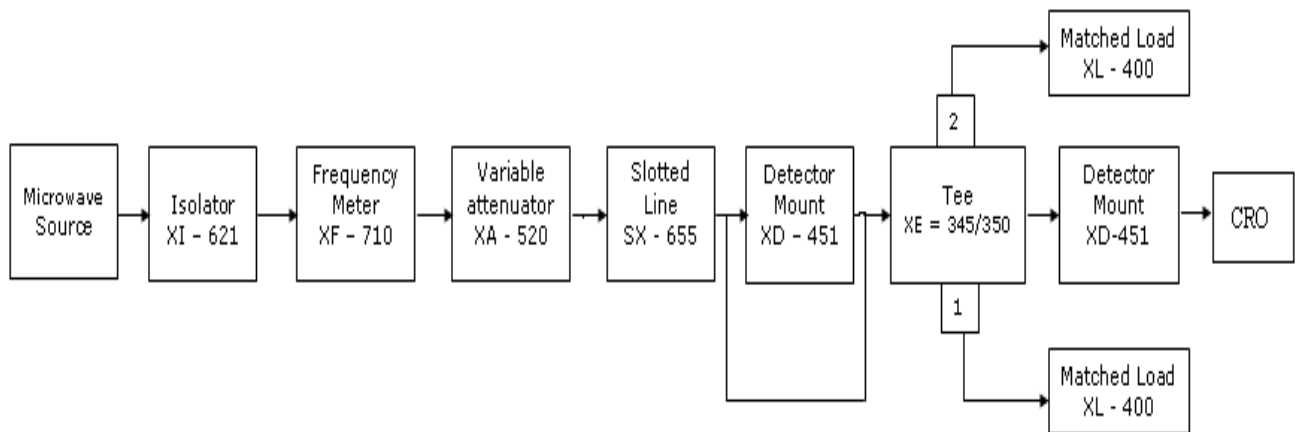 Microwave
Source
Isolator
XI – 621
Frequency
Meter
XF – 710
Variable
attenuator
XA - 520
Slotted
Line
SX - 655
Detector
Mount
XD – 451
2
Tee
XE = 345/350
1
Matched Load
XL - 400
Detector
Mount
XD-451
CRO
Matched Load
XL - 400